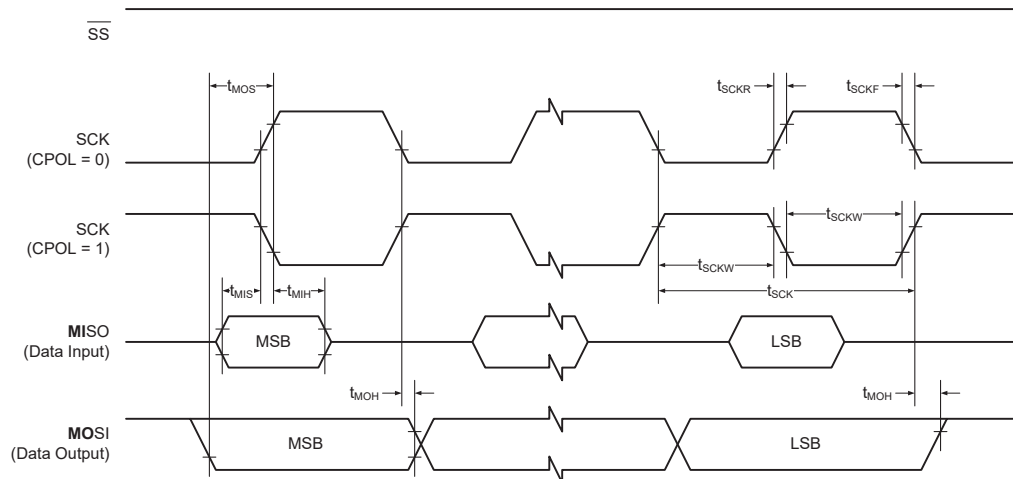 SS
tMOS
tSCKR
tSCKF
SCK
(CPOL = 0)
SCK
(CPOL = 1)
tSCKW
tSCKW
tSCK
tMIS
tMIH
MISO
(Data Input)
MSB
LSB
tMOH
tMOH
MOSI
(Data Output)
MSB
LSB